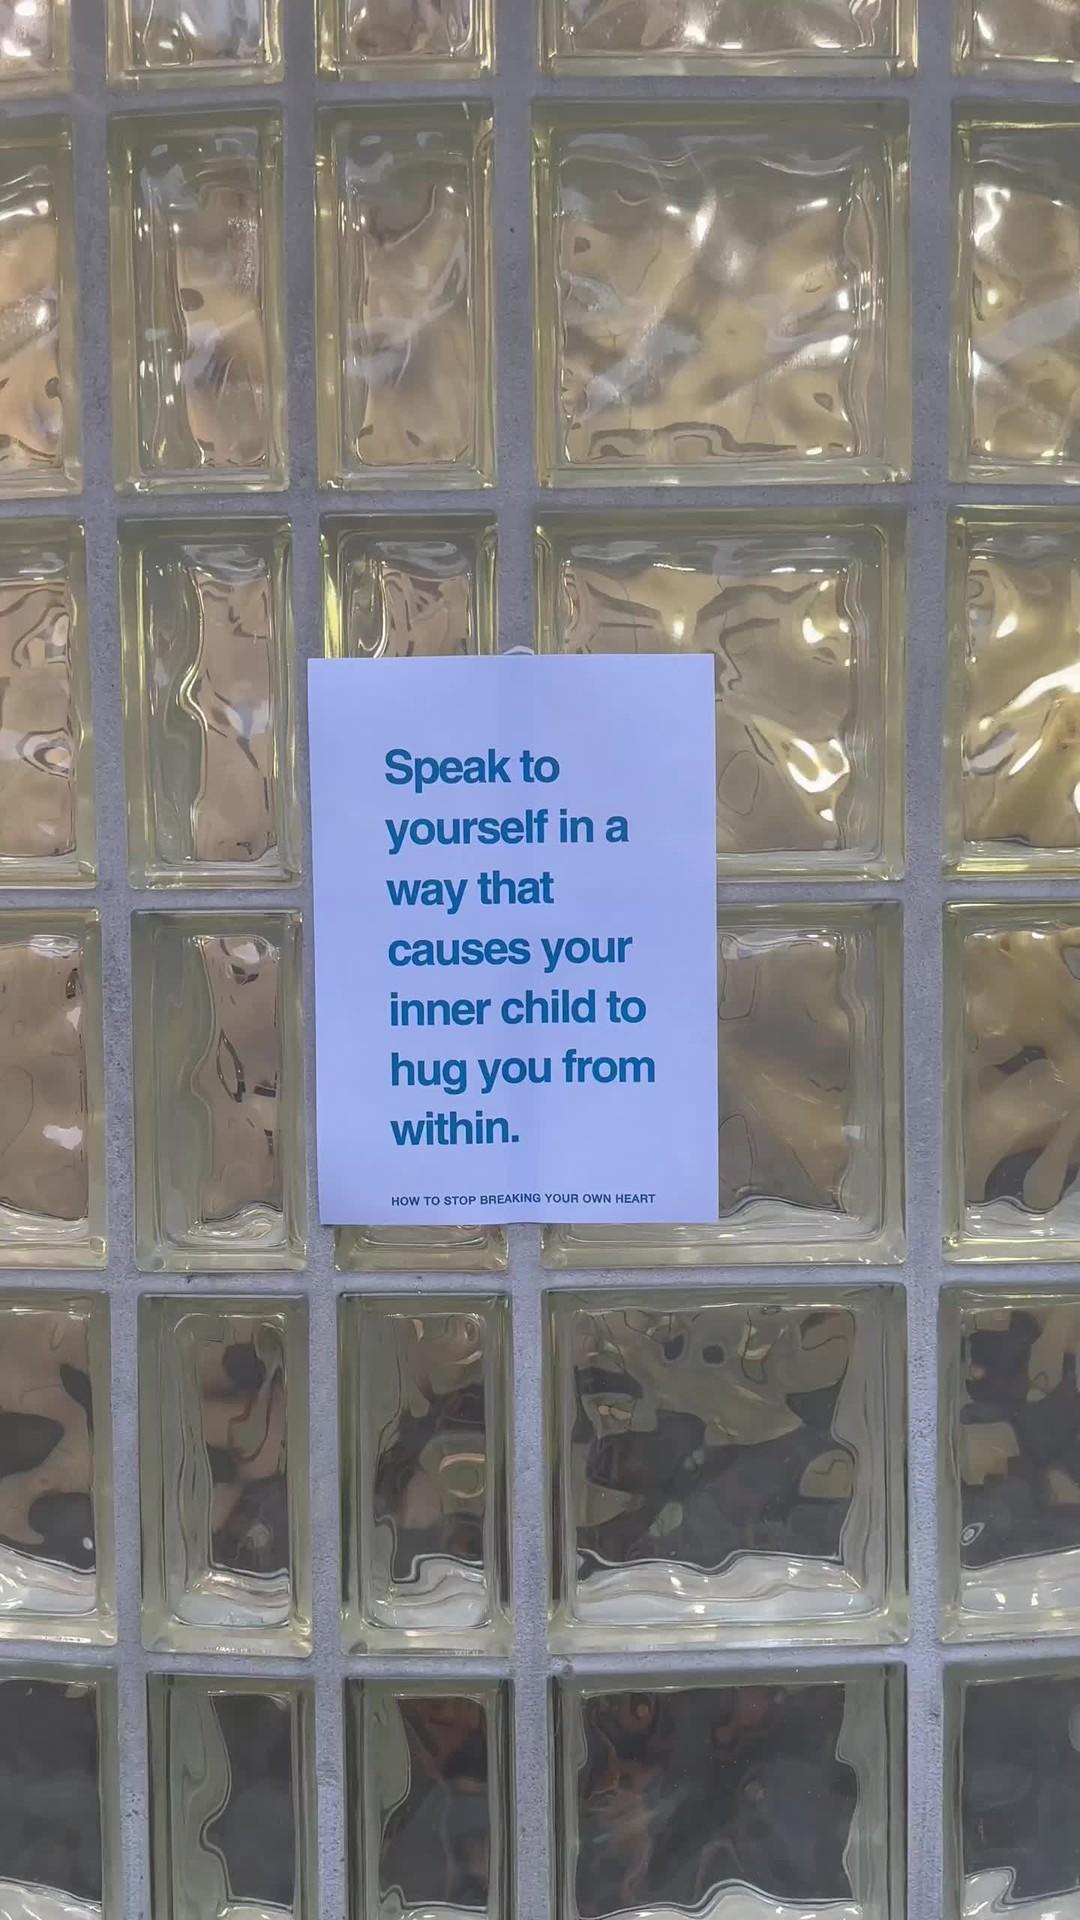 Speak to
yourself in a
way that
causes your
inner child to
hug you from
within.
HOW TO STOP BREAKING YOUR OWN HEART